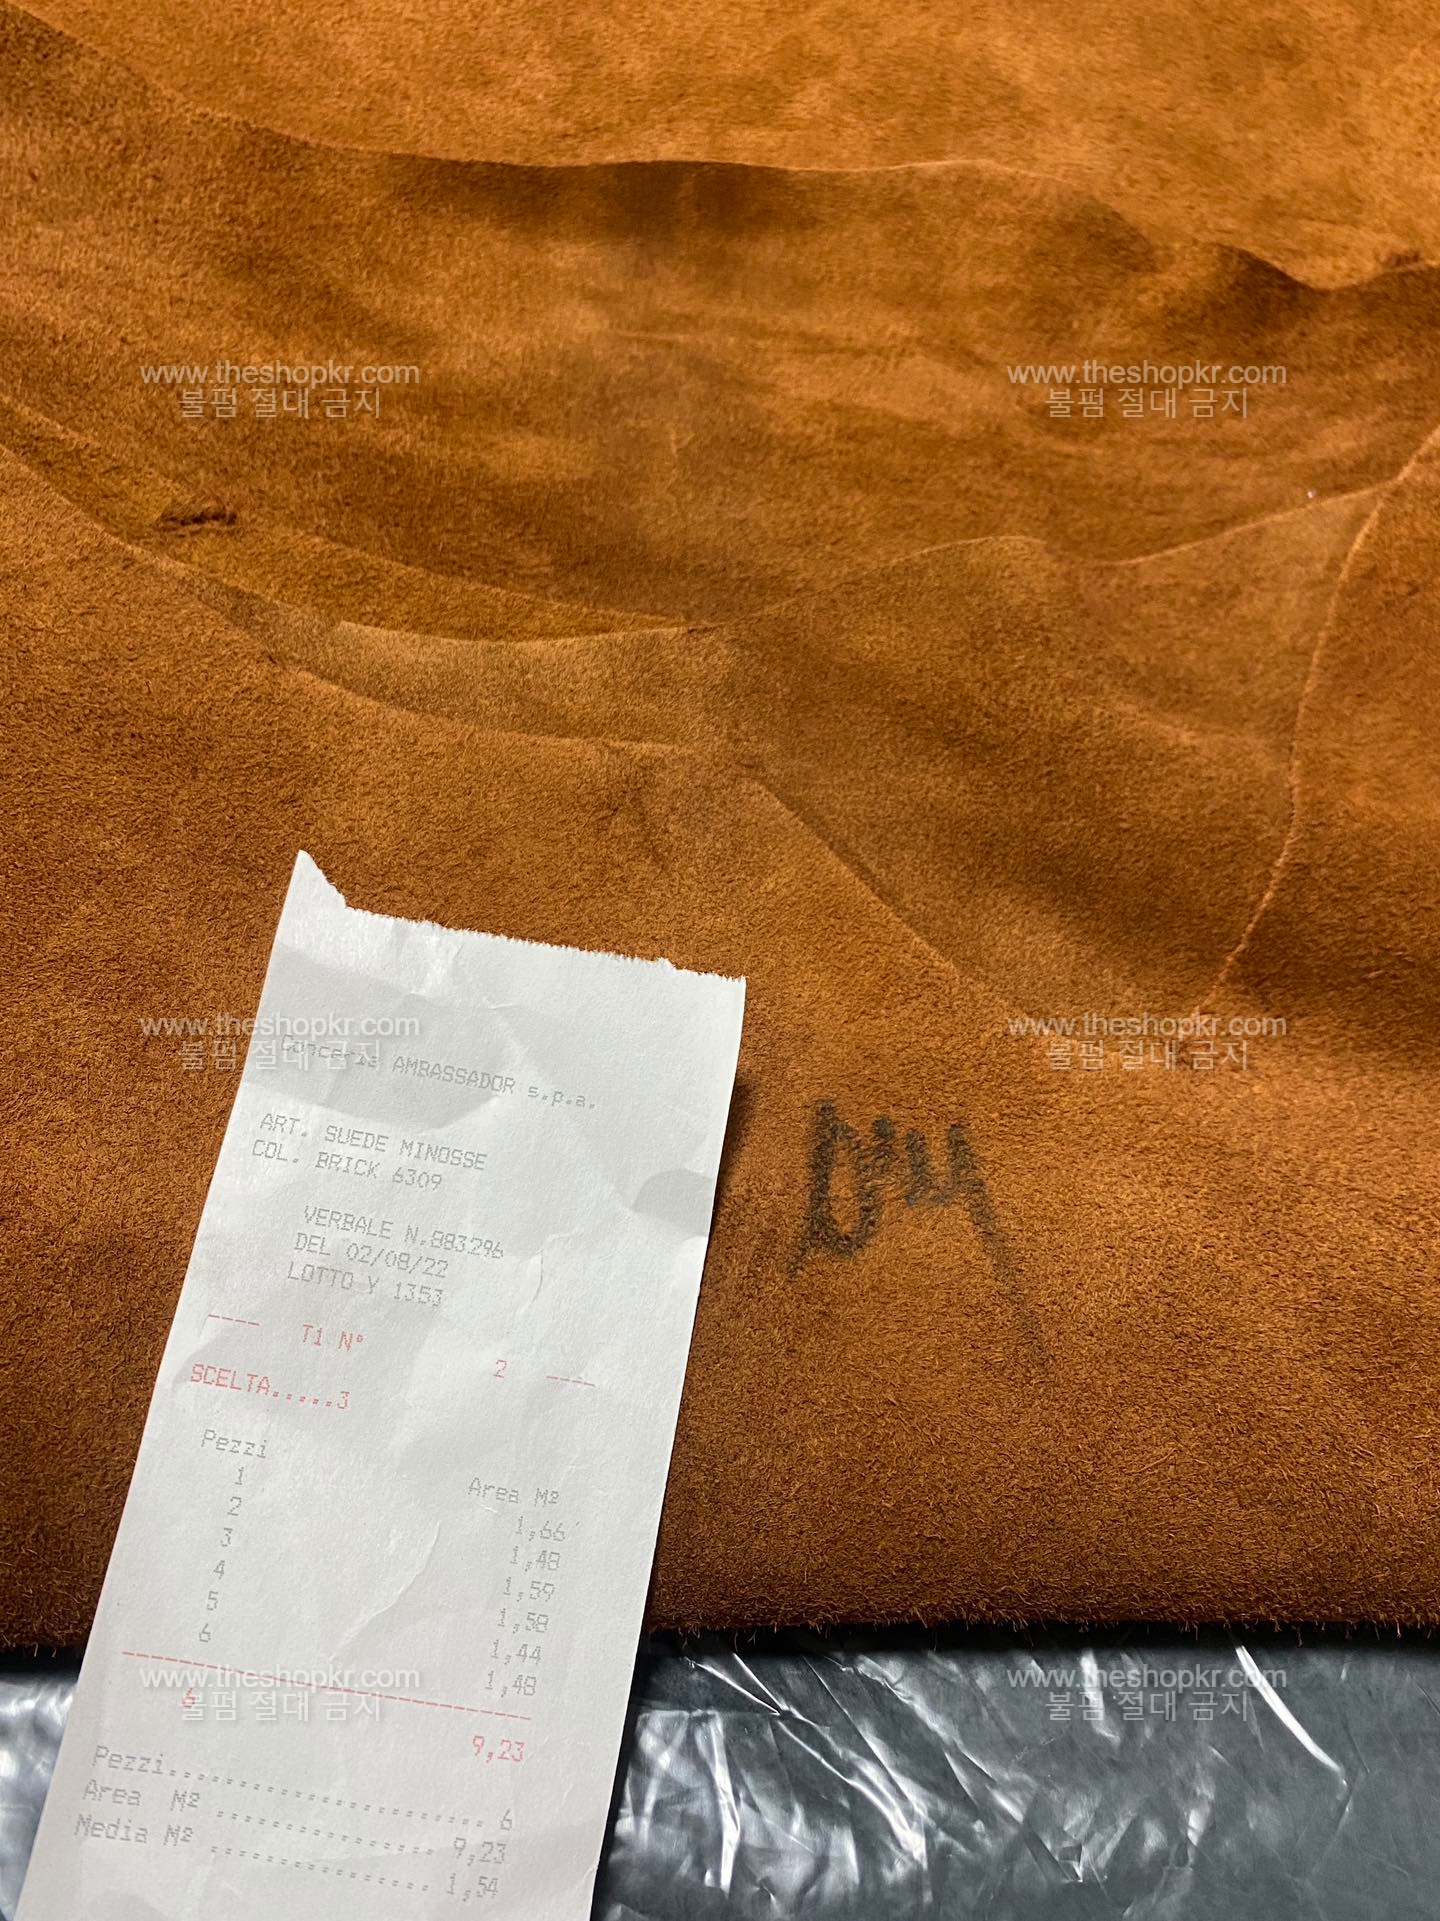 www.theshopkr.com
불펌 절대 금지
www.theshopkr.com
불펌 절대 금지
www.theshopkr.com
불펌 절대 금지
www.theshopkr.com
불펌 절대 금지
Conceria AMBASSADOR s.p.a.
ART. SUEDE MINOSSE
COL. BRICK 6309
VERBALE N.883296
DEL 02/08/22
LOTTO Y 1353
---- T1 N° 2 ----
SCELTA.....3
Pezzi Area M²
1 1,66
2 1,48
3 1,59
4 1,58
5 1,44
6 1,48
www.theshopkr.com
불펌 절대 금지
www.theshopkr.com
불펌 절대 금지
6 9,23
Pezzi........................ 6
Area M² ................. 9,23
Media M² ................. 1,54